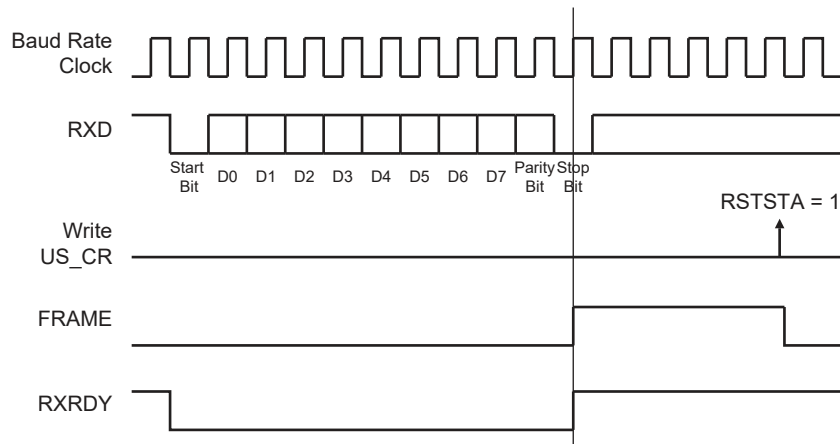 Baud Rate
Clock
RXD
Start
Bit
D0
D1
D2
D3
D4
D5
D6
D7
Parity
Bit
Stop
Bit
RSTSTA = 1
Write
US_CR
FRAME
RXRDY